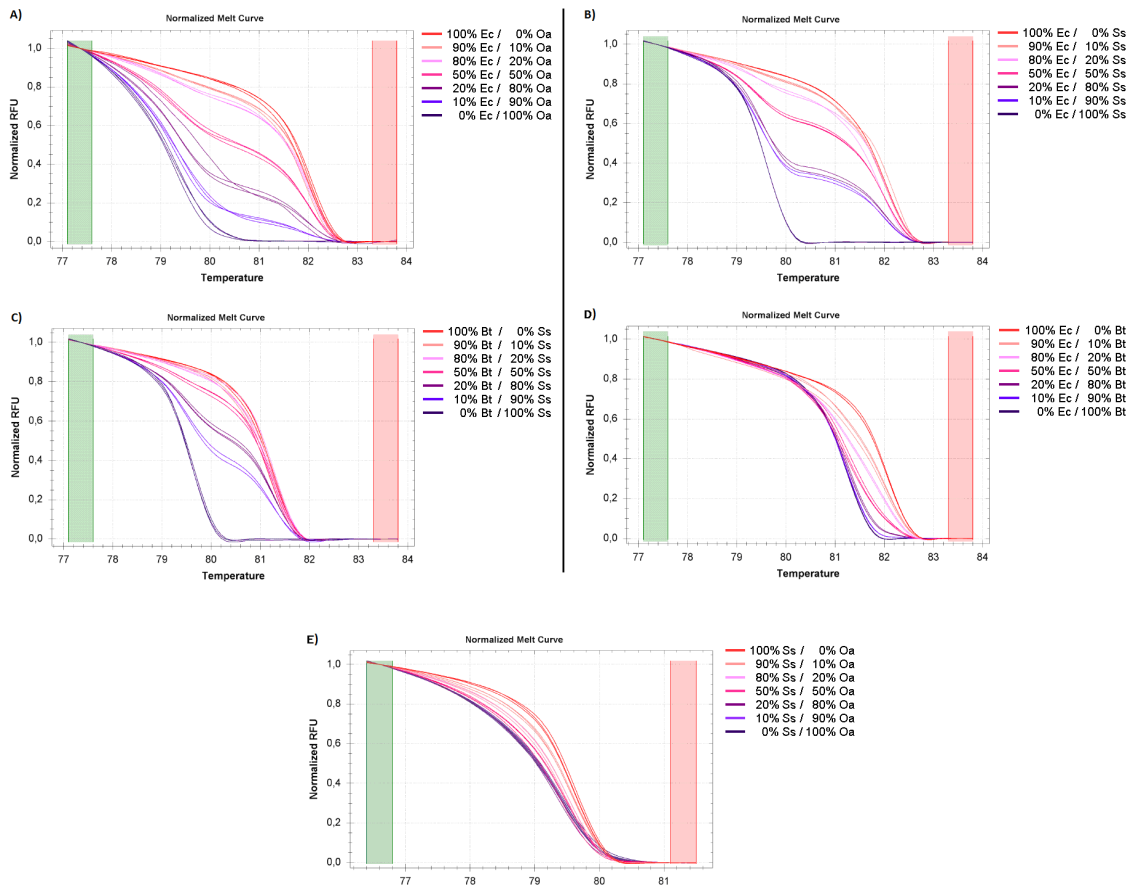 A)
Normalized Melt Curve
Normalized RFU
1,0
0,8
0,6
0,4
0,2
0,0
77 78 79 80 81 82 83 84
Temperature
100% Ec / 0% Oa
90% Ec / 10% Oa
80% Ec / 20% Oa
50% Ec / 50% Oa
20% Ec / 80% Oa
10% Ec / 90% Oa
0% Ec / 100% Oa
B)
Normalized Melt Curve
Normalized RFU
1,0
0,8
0,6
0,4
0,2
0,0
77 78 79 80 81 82 83 84
Temperature
100% Ec / 0% Ss
90% Ec / 10% Ss
80% Ec / 20% Ss
50% Ec / 50% Ss
20% Ec / 80% Ss
10% Ec / 90% Ss
0% Ec / 100% Ss
C)
Normalized Melt Curve
Normalized RFU
1,0
0,8
0,6
0,4
0,2
0,0
77 78 79 80 81 82 83 84
Temperature
100% Bt / 0% Ss
90% Bt / 10% Ss
80% Bt / 20% Ss
50% Bt / 50% Ss
20% Bt / 80% Ss
10% Bt / 90% Ss
0% Bt / 100% Ss
D)
Normalized Melt Curve
Normalized RFU
1,0
0,8
0,6
0,4
0,2
0,0
77 78 79 80 81 82 83 84
Temperature
100% Ec / 0% Bt
90% Ec / 10% Bt
80% Ec / 20% Bt
50% Ec / 50% Bt
20% Ec / 80% Bt
10% Ec / 90% Bt
0% Ec / 100% Bt
E)
Normalized Melt Curve
Normalized RFU
1,0
0,8
0,6
0,4
0,2
0,0
77 78 79 80 81
Temperature
100% Ss / 0% Oa
90% Ss / 10% Oa
80% Ss / 20% Oa
50% Ss / 50% Oa
20% Ss / 80% Oa
10% Ss / 90% Oa
0% Ss / 100% Oa